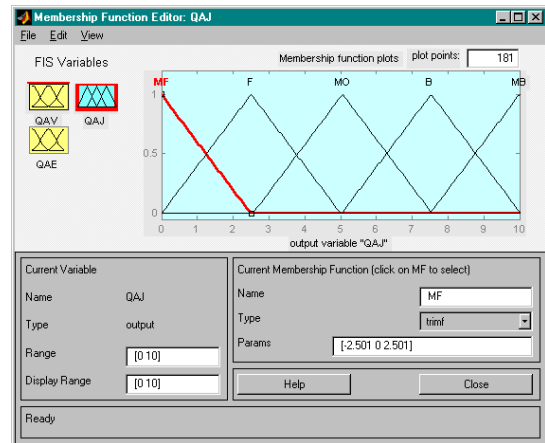 Membership Function Editor: QAJ
File Edit View
FIS Variables
Membership function plots plot points: 181
QAV QAJ
QAE
MF F MO B MB
1
0.5
0
0 1 2 3 4 5 6 7 8 9 10
output variable "QAJ"
Current Variable
Name QAJ
Type output
Range [0 10]
Display Range [0 10]
Current Membership Function (click on MF to select)
Name MF
Type trimf
Params [-2.501 0 2.501]
Help Close
Ready